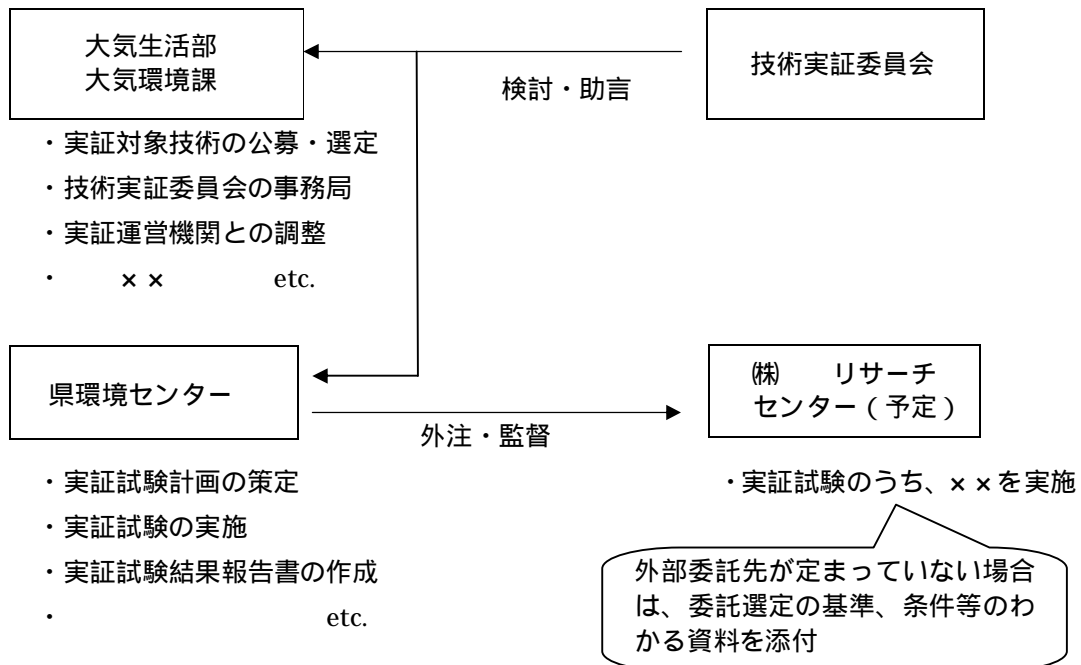 大気生活部
大気環境課
技術実証委員会
検討・助言
・実証対象技術の公募・選定
・技術実証委員会の事務局
・実証運営機関との調整
・　　××　　　etc.
県環境センター
㈱　　リサーチ
センター（予定）
外注・監督
・実証試験計画の策定
・実証試験の実施
・実証試験結果報告書の作成
・　　　　　　　etc.
・実証試験のうち、××を実施
外部委託先が定まっていない場合
は、委託選定の基準、条件等のわ
かる資料を添付